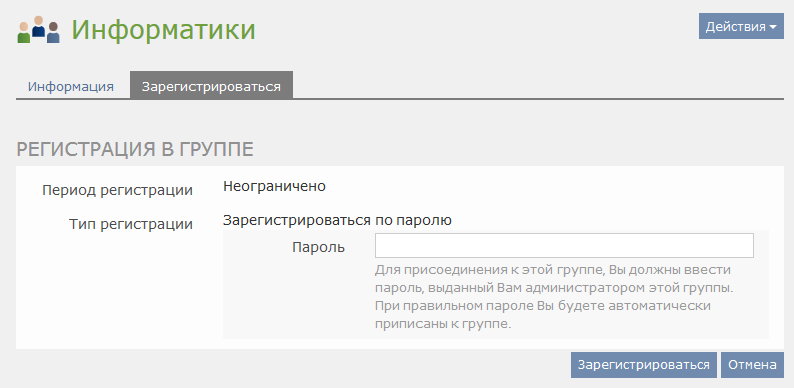 Информатики
Действия
Информация
Зарегистрироваться
РЕГИСТРАЦИЯ В ГРУППЕ
Период регистрации
Неограничено
Тип регистрации
Зарегистрироваться по паролю
Пароль
Для присоединения к этой группе, Вы должны ввести
пароль, выданный Вам администратором этой группы.
При правильном пароле Вы будете автоматически
приписаны к группе.
Зарегистрироваться
Отмена